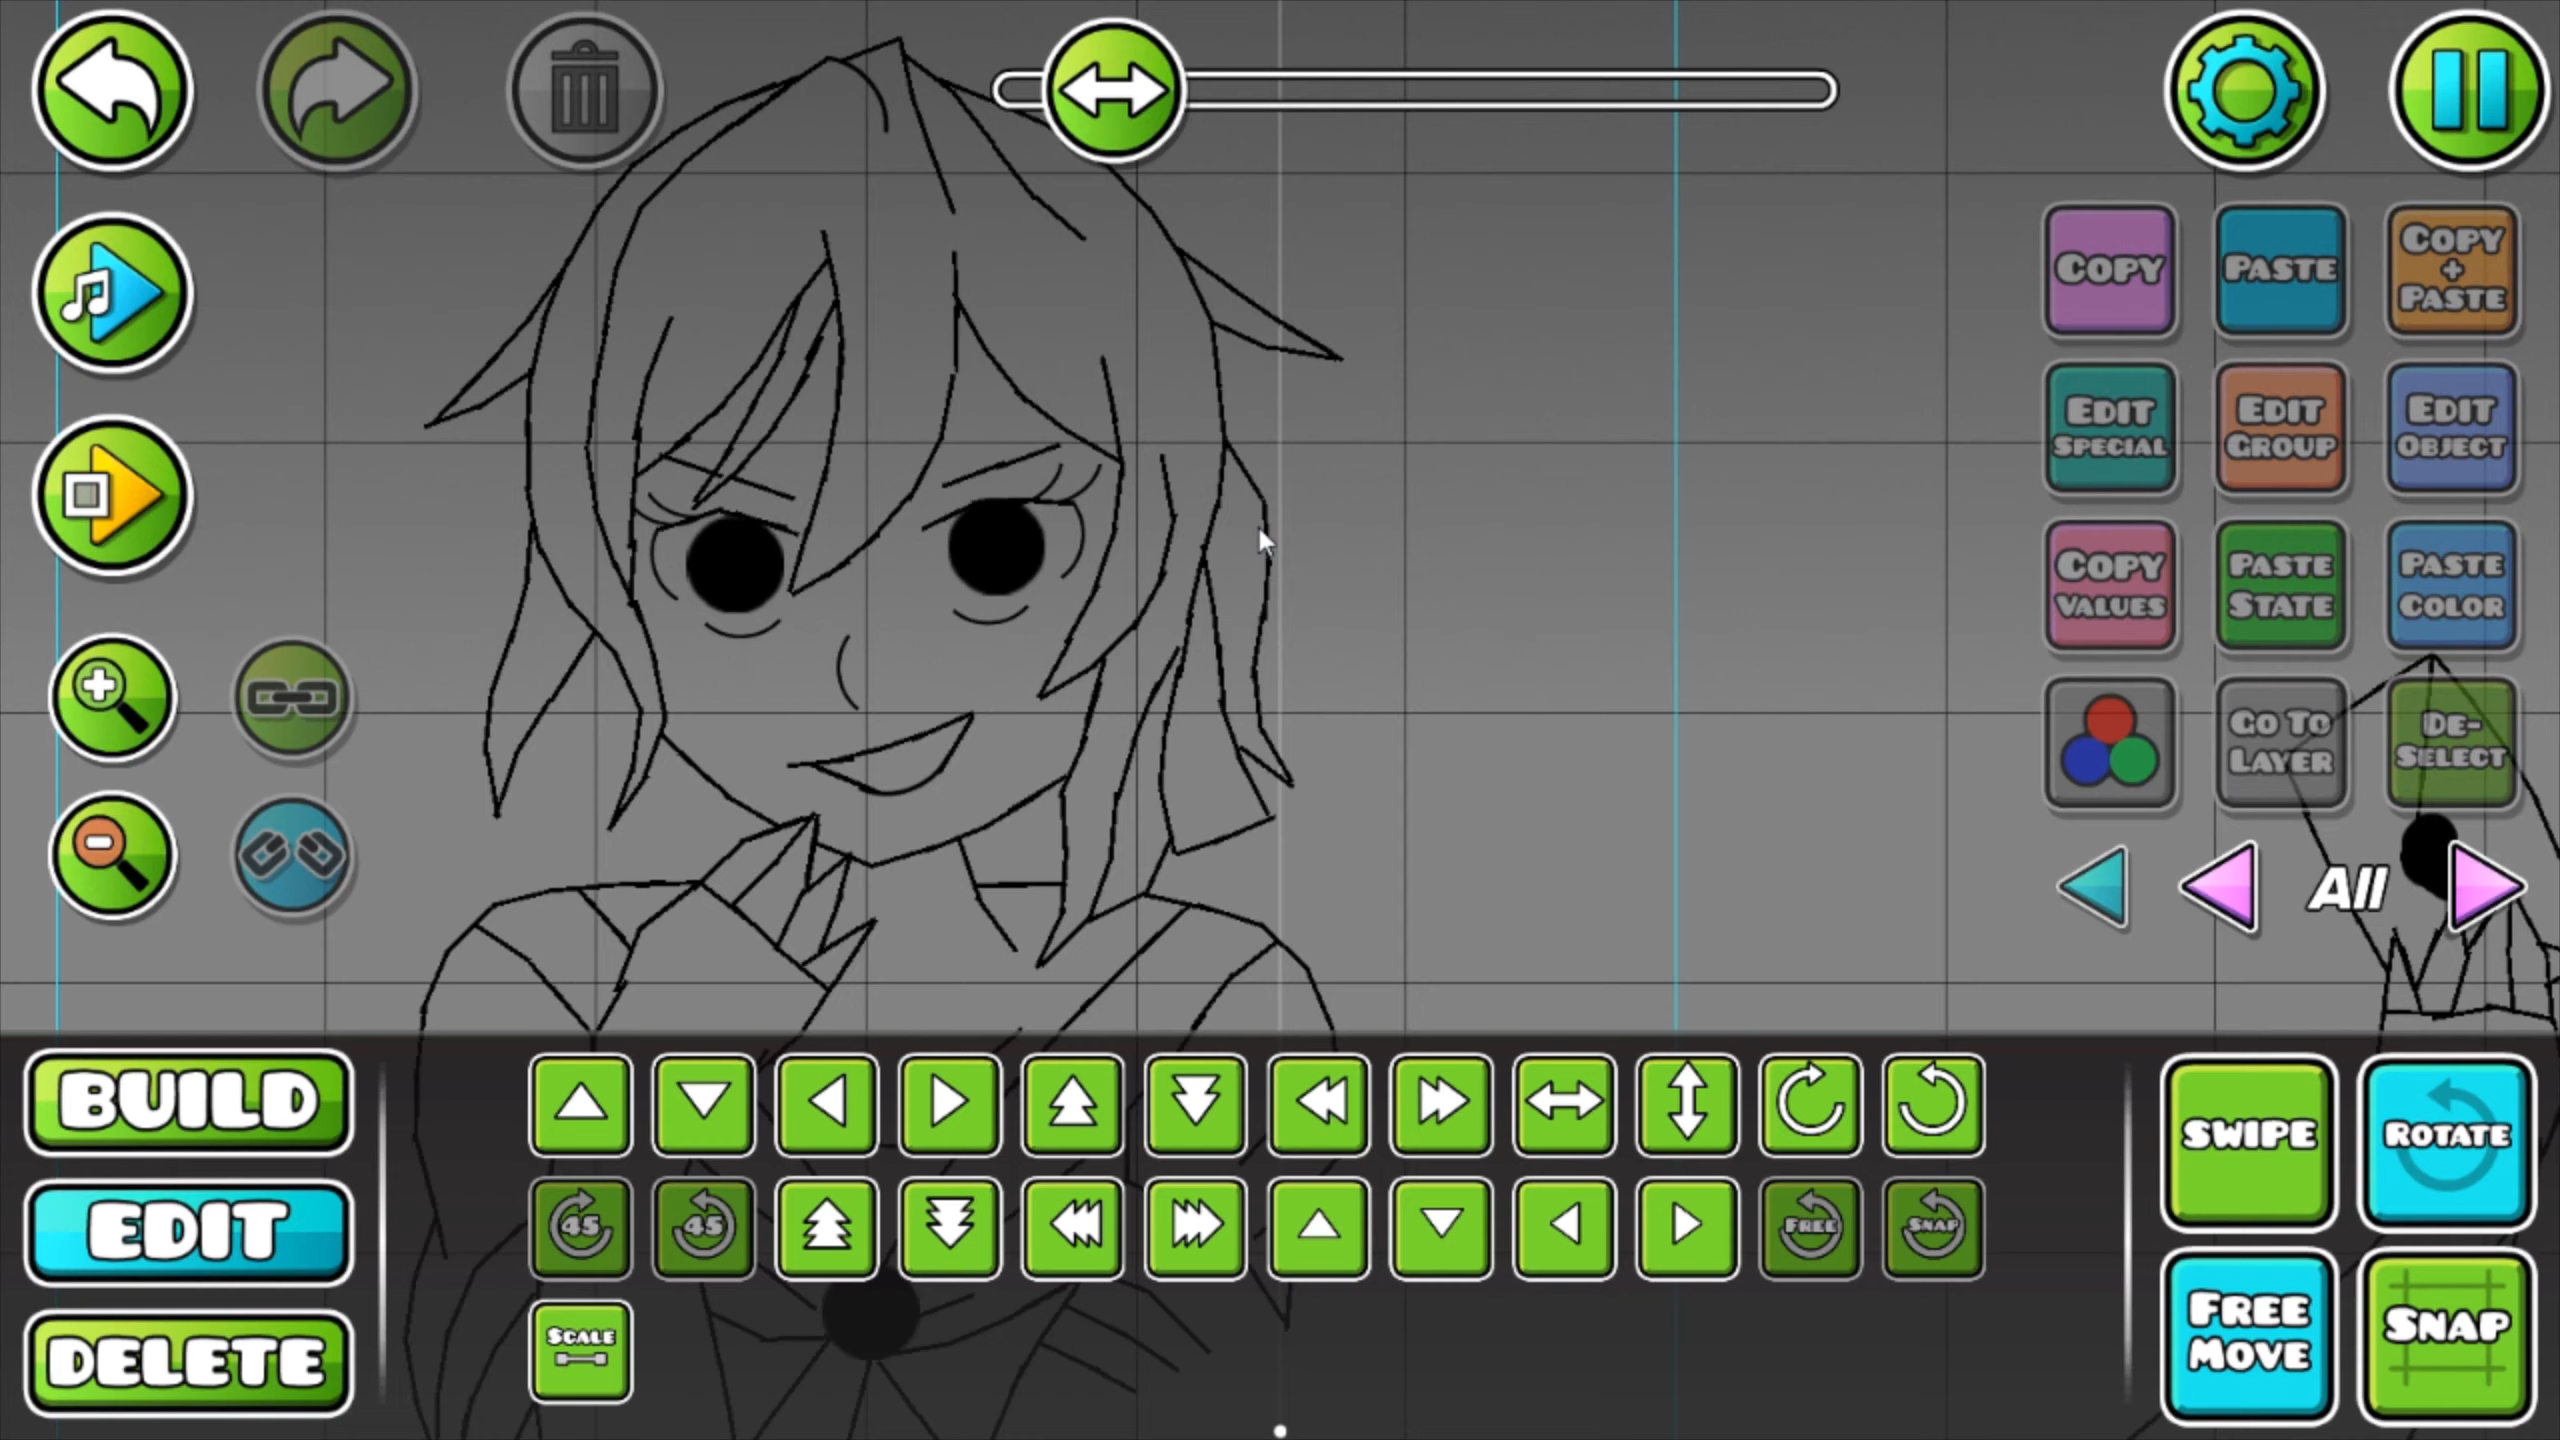 COPY
PASTE
COPY
+
PASTE
EDIT
SPECIAL
EDIT
GROUP
EDIT
OBJECT
COPY
VALUES
PASTE
STATE
PASTE
COLOR
GO TO
LAYER
DE-
SELECT
All
BUILD
EDIT
DELETE
45
45
FREE
SNAP
SCALE
SWIPE
ROTATE
FREE
MOVE
SNAP